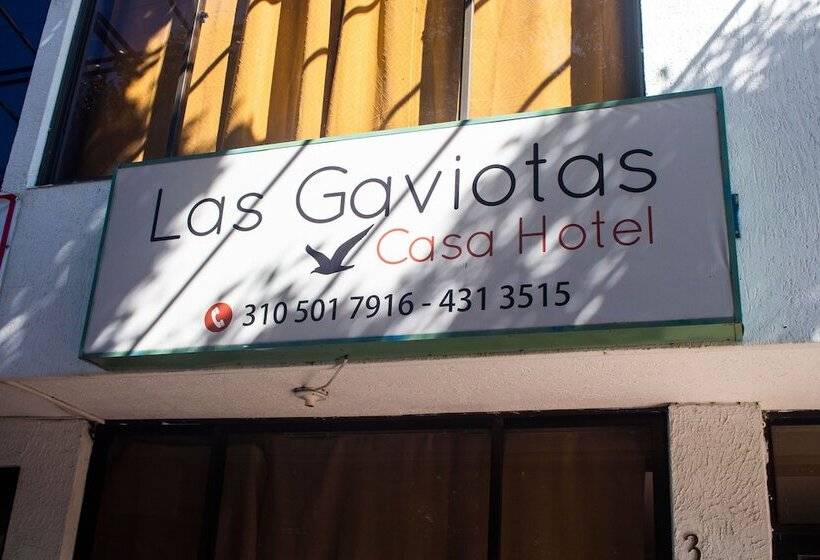 Las Gaviotas
Casa Hotel
310 501 7916 - 431 3515
3